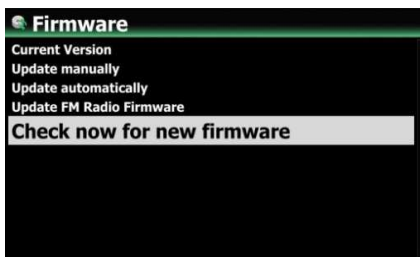 Firmware
Current Version
Update manually
Update automatically
Update FM Radio Firmware
Check now for new firmware